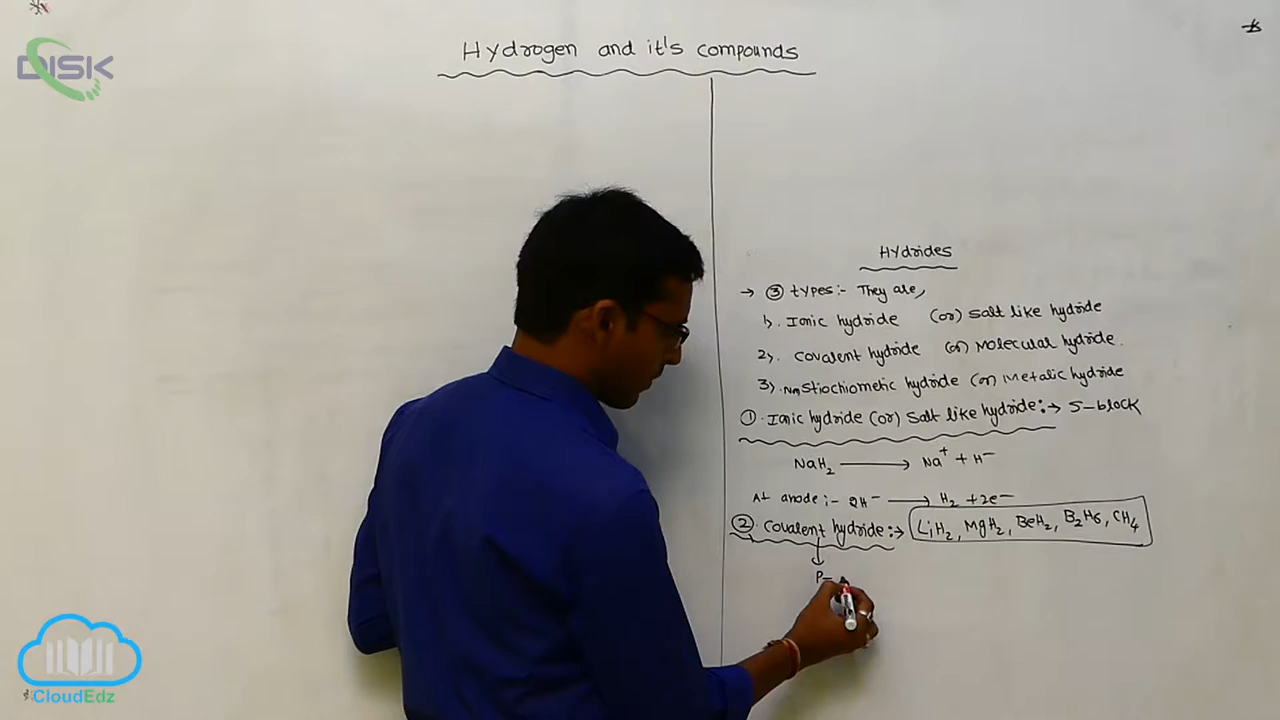 DISK
Hydrogen and it's compounds
Hydrides
→ ③ types:- They are,
1). Ionic hydride (or) salt like hydride
2). Covalent hydride (or) Molecular hydride.
3). Non Stiochiometic hydride (or) Metalic hydride
①. Ionic hydride (or) Salt like hydride:→ S-block
NaH₂ → Na⁺ + H⁻
At anode:- 2H⁻ → H₂ + 2e⁻
②. Covalent hydride:→ LiH₂, MgH₂, BeH₂, B₂H₆, CH₄
P-
CloudEdz